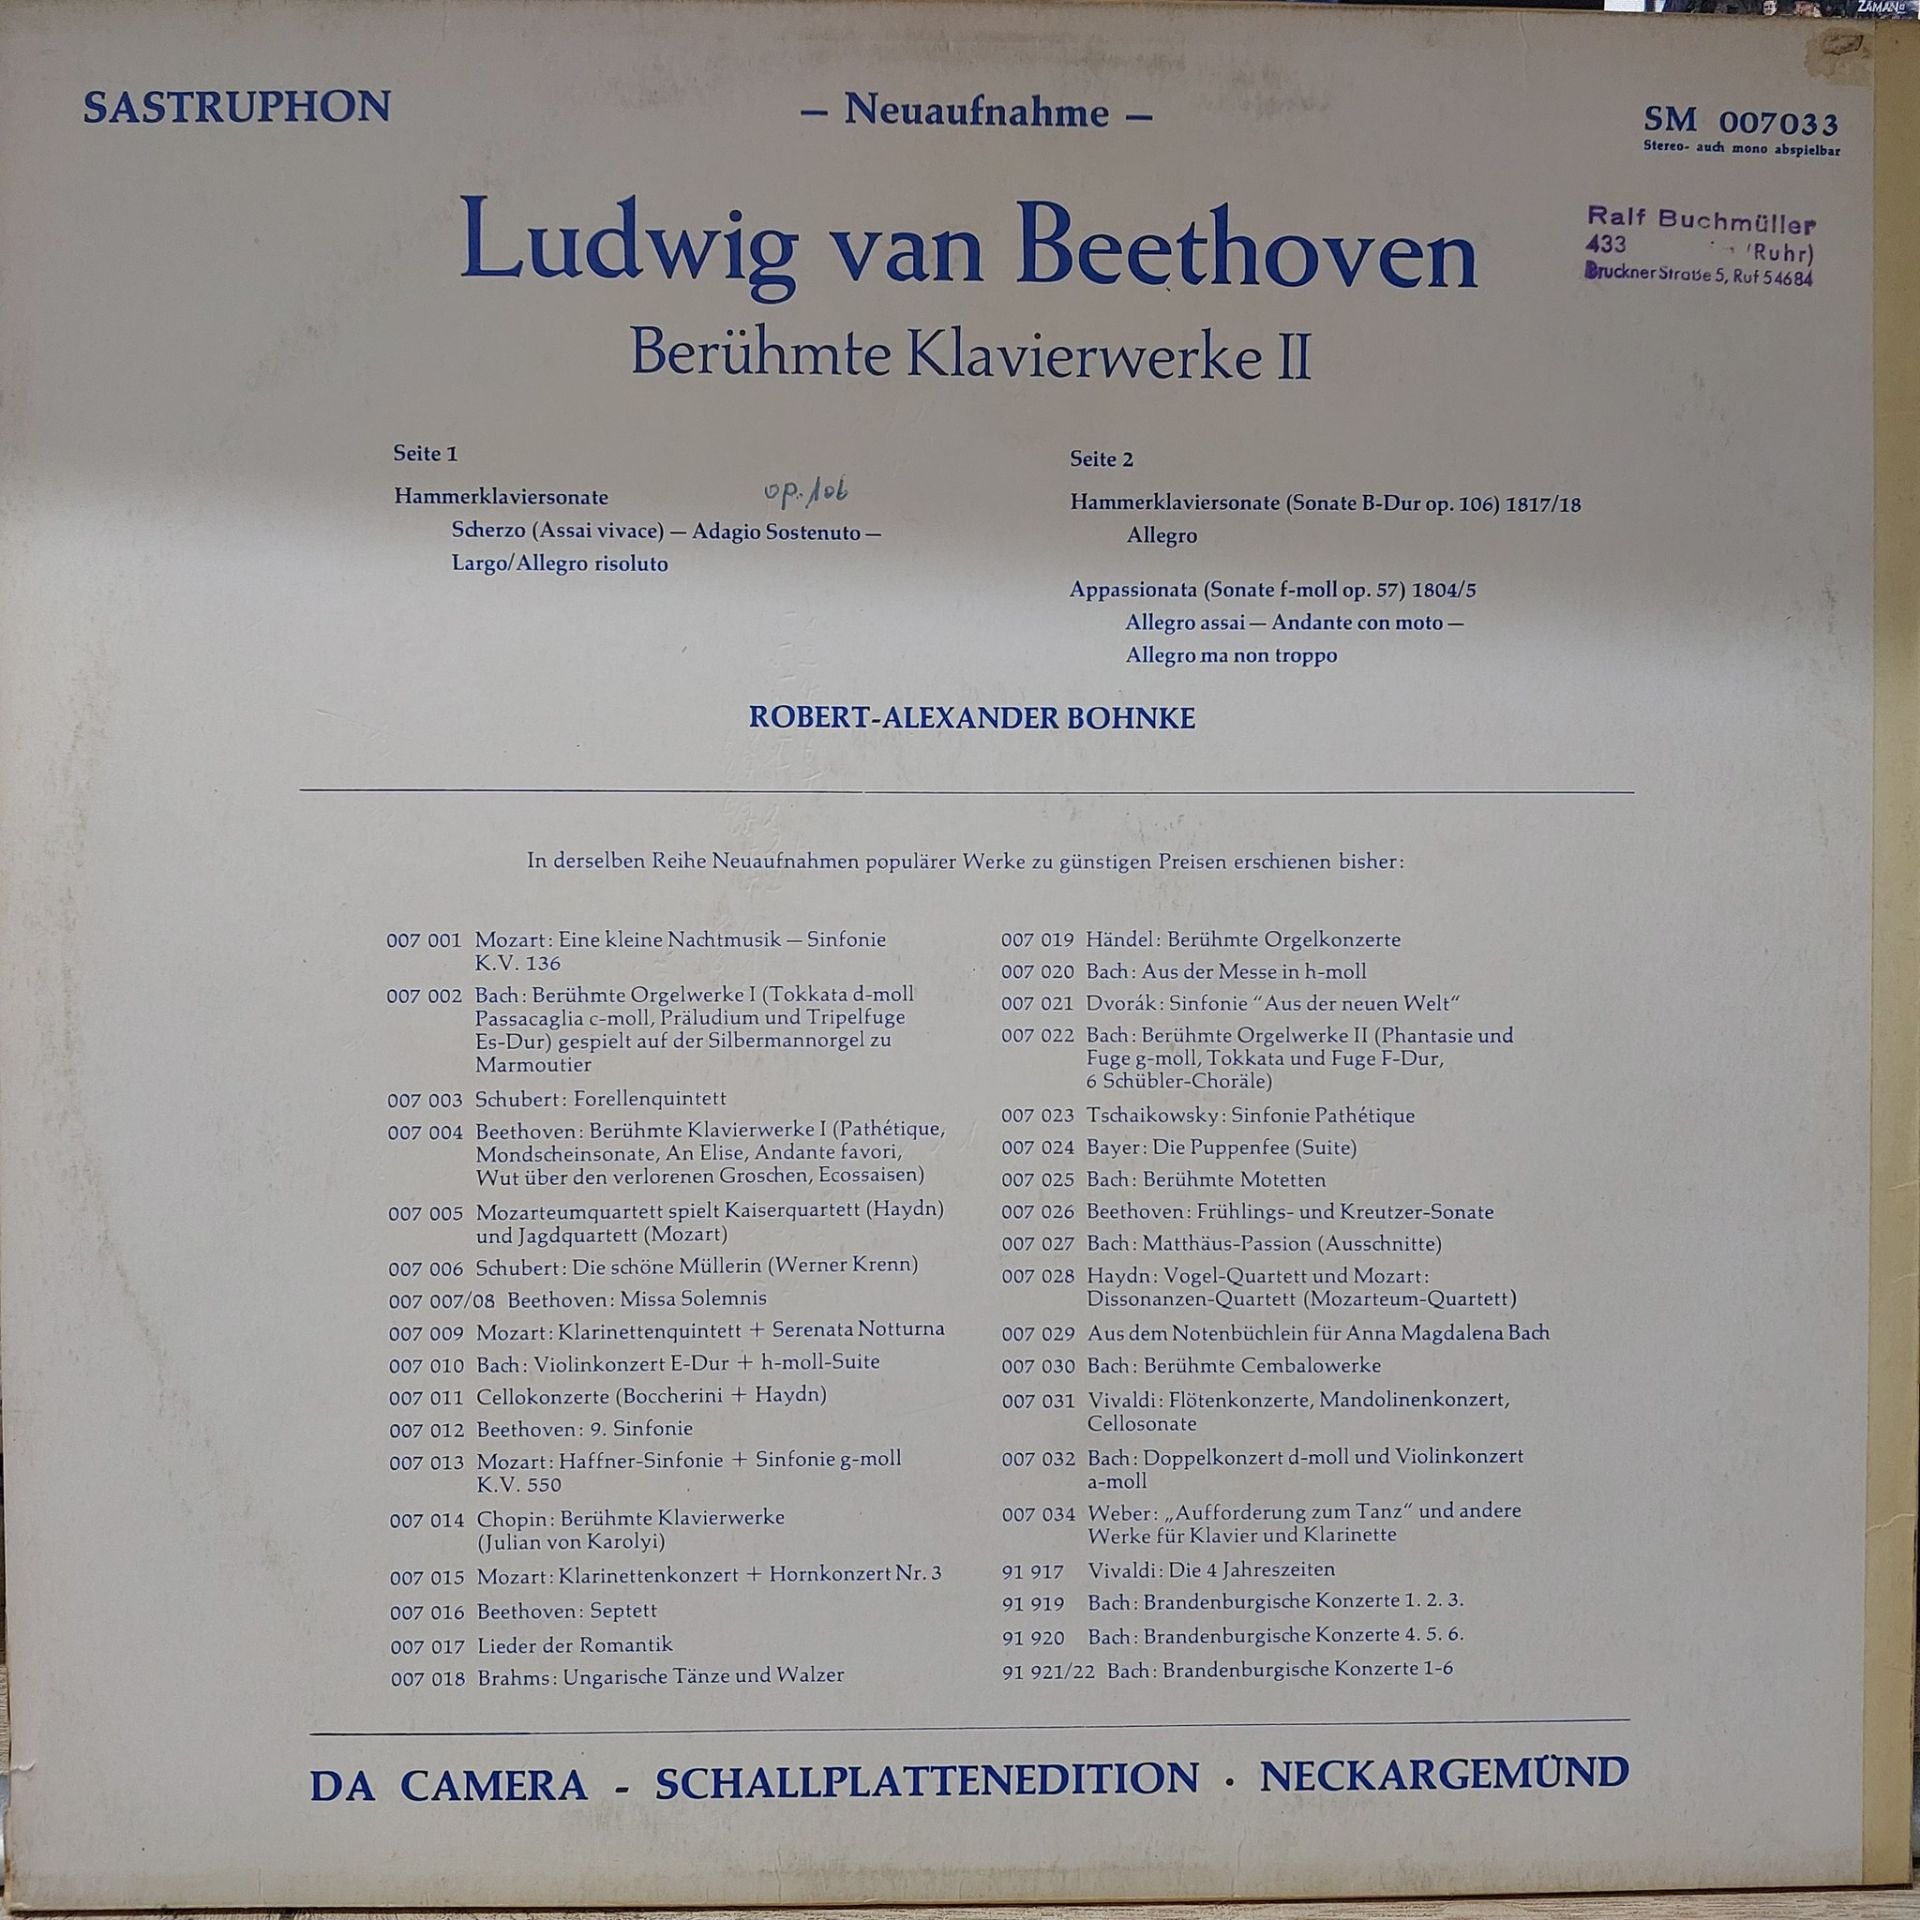 ZAMANə
SASTRUPHON
– Neuaufnahme –
SM 007033
Stereo- auch mono abspielbar
Ludwig van Beethoven
Ralf Buchmüller
433 (Ruhr)
Bruckner Straße 5, Ruf 54684
Berühmte Klavierwerke II
Seite 1
Hammerklaviersonate op. 106
Scherzo (Assai vivace) — Adagio Sostenuto —
Largo/Allegro risoluto
Seite 2
Hammerklaviersonate (Sonate B-Dur op. 106) 1817/18
Allegro
Appassionata (Sonate f-moll op. 57) 1804/5
Allegro assai — Andante con moto —
Allegro ma non troppo
ROBERT-ALEXANDER BOHNKE
In derselben Reihe Neuaufnahmen populärer Werke zu günstigen Preisen erschienen bisher:
007 001 Mozart: Eine kleine Nachtmusik — Sinfonie
K.V. 136
007 002 Bach: Berühmte Orgelwerke I (Tokkata d-moll
Passacaglia c-moll, Präludium und Tripelfuge
Es-Dur) gespielt auf der Silbermannorgel zu
Marmoutier
007 003 Schubert: Forellenquintett
007 004 Beethoven: Berühmte Klavierwerke I (Pathétique,
Mondscheinsonate, An Elise, Andante favori,
Wut über den verlorenen Groschen, Ecossaisen)
007 005 Mozarteumquartett spielt Kaiserquartett (Haydn)
und Jagdquartett (Mozart)
007 006 Schubert: Die schöne Müllerin (Werner Krenn)
007 007/08 Beethoven: Missa Solemnis
007 009 Mozart: Klarinettenquintett + Serenata Notturna
007 010 Bach: Violinkonzert E-Dur + h-moll-Suite
007 011 Cellokonzerte (Boccherini + Haydn)
007 012 Beethoven: 9. Sinfonie
007 013 Mozart: Haffner-Sinfonie + Sinfonie g-moll
K.V. 550
007 014 Chopin: Berühmte Klavierwerke
(Julian von Karolyi)
007 015 Mozart: Klarinettenkonzert + Hornkonzert Nr. 3
007 016 Beethoven: Septett
007 017 Lieder der Romantik
007 018 Brahms: Ungarische Tänze und Walzer
007 019 Händel: Berühmte Orgelkonzerte
007 020 Bach: Aus der Messe in h-moll
007 021 Dvorák: Sinfonie “Aus der neuen Welt“
007 022 Bach: Berühmte Orgelwerke II (Phantasie und
Fuge g-moll, Tokkata und Fuge F-Dur,
6 Schübler-Choräle)
007 023 Tschaikowsky: Sinfonie Pathétique
007 024 Bayer: Die Puppenfee (Suite)
007 025 Bach: Berühmte Motetten
007 026 Beethoven: Frühlings- und Kreutzer-Sonate
007 027 Bach: Matthäus-Passion (Ausschnitte)
007 028 Haydn: Vogel-Quartett und Mozart:
Dissonanzen-Quartett (Mozarteum-Quartett)
007 029 Aus dem Notenbüchlein für Anna Magdalena Bach
007 030 Bach: Berühmte Cembalowerke
007 031 Vivaldi: Flötenkonzerte, Mandolinenkonzert,
Cellosonate
007 032 Bach: Doppelkonzert d-moll und Violinkonzert
a-moll
007 034 Weber: „Aufforderung zum Tanz“ und andere
Werke für Klavier und Klarinette
91 917 Vivaldi: Die 4 Jahreszeiten
91 919 Bach: Brandenburgische Konzerte 1. 2. 3.
91 920 Bach: Brandenburgische Konzerte 4. 5. 6.
91 921/22 Bach: Brandenburgische Konzerte 1-6
DA CAMERA - SCHALLPLATTENEDITION · NECKARGEMÜND